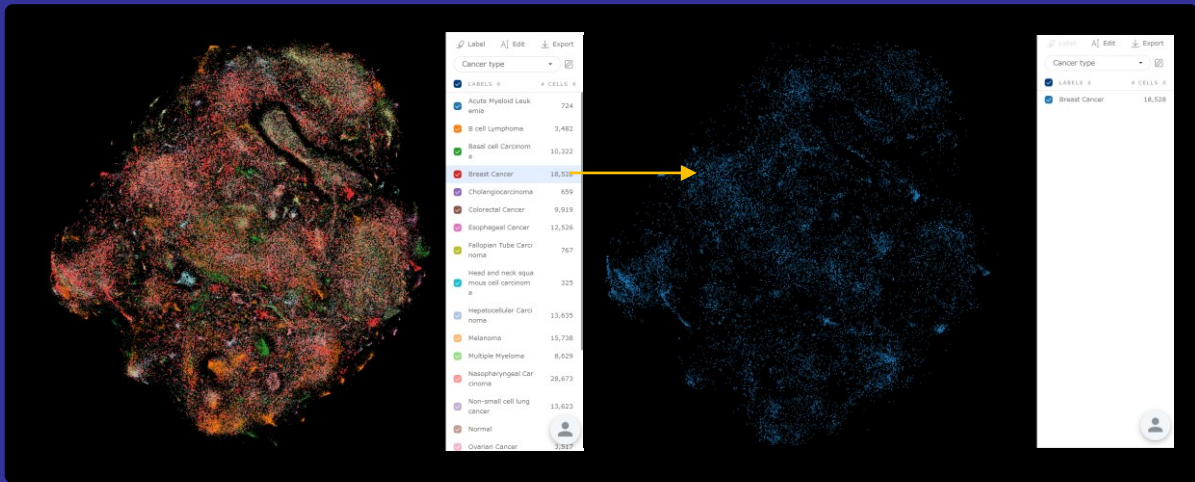 Label Edit Export
Cancer type
LABELS # CELLS
Acute Myeloid Leuk
emia 724
B cell Lymphoma 3,482
Basal cell Carcinom
a 10,322
Breast Cancer 18,528
Cholangiocarcinoma 659
Colorectal Cancer 9,919
Esophageal Cancer 12,526
Fallopian Tube Carci
noma 767
Head and neck squa
mous cell carcinom
a 325
Hepatocellular Carci
noma 13,635
Melanoma 15,738
Multiple Myeloma 8,629
Nasopharyngeal Car
cinoma 28,673
Non-small cell lung
cancer 13,623
Normal
Ovarian Cancer 3,517
Label Edit Export
Cancer type
LABELS # CELLS
Breast Cancer 18,528